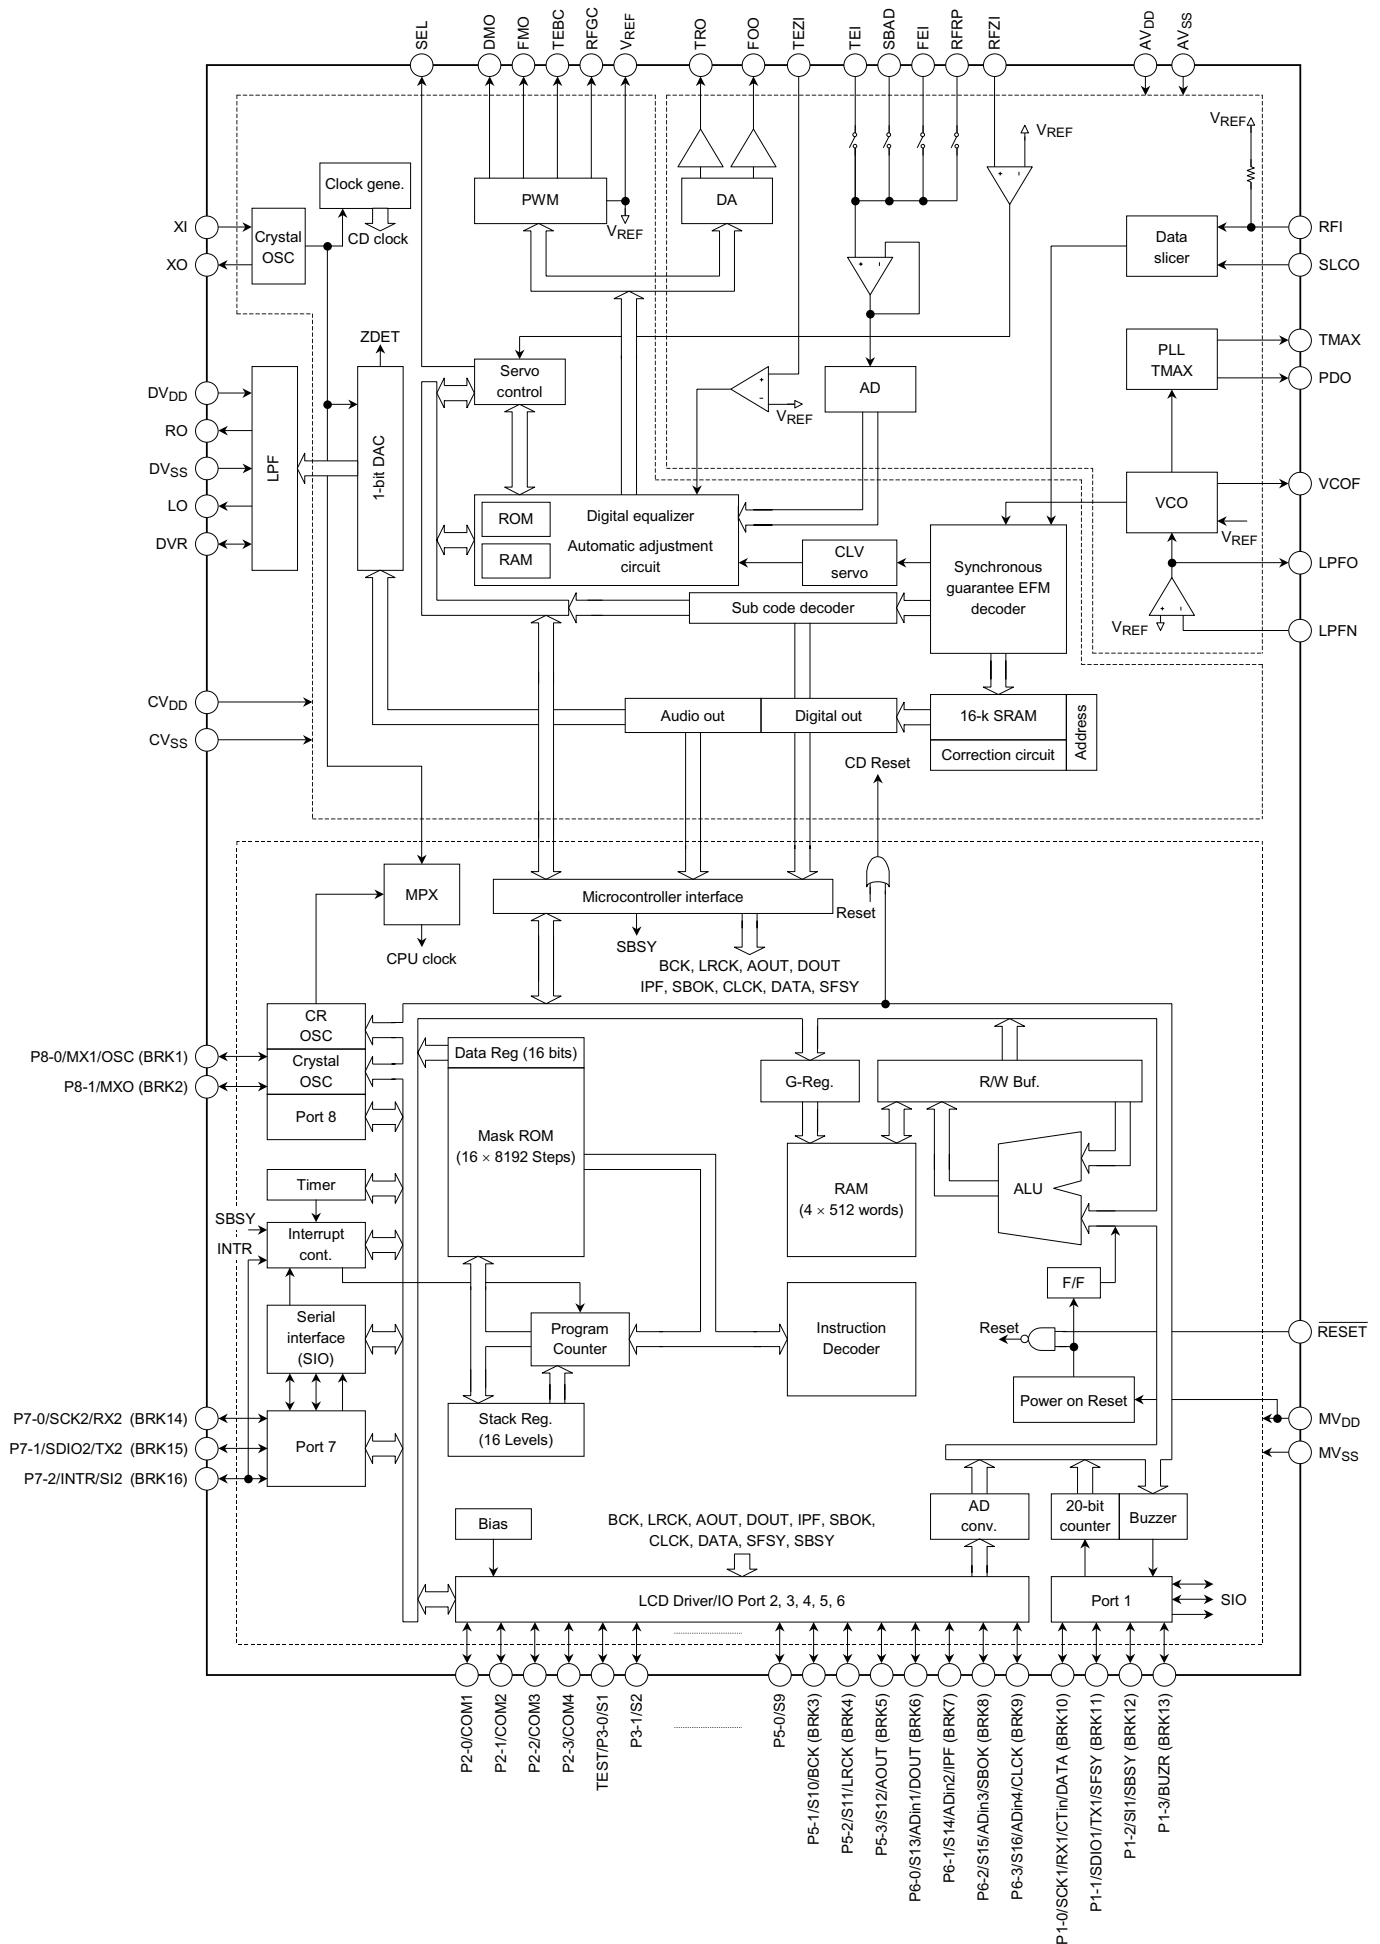 SEL
DMO
FMO
TEBC
RFGC
VREF
TRO
FOO
TEZI
TEI
SBAD
FEI
RFRP
RFZI
AVDD
AVSS
VREF
VREF
Clock gene.
CD clock
PWM
VREF
DA
XI
XO
Crystal
OSC
Data
slicer
RFI
SLCO
ZDET
Servo
control
VREF
AD
PLL
TMAX
TMAX
PDO
DVDD
RO
DVSS
LO
DVR
LPF
1-bit DAC
ROM
RAM
Digital equalizer
Automatic adjustment
circuit
CLV
servo
Synchronous
guarantee EFM
decoder
VCO
VREF
VCOF
LPFO
VREF
LPFN
Sub code decoder
CVDD
CVSS
Audio out
Digital out
16-k SRAM
Correction circuit
Address
CD Reset
MPX
CPU clock
Microcontroller interface
Reset
SBSY
BCK, LRCK, AOUT, DOUT
IPF, SBOK, CLCK, DATA, SFSY
P8-0/MX1/OSC (BRK1)
P8-1/MXO (BRK2)
CR
OSC
Crystal
OSC
Port 8
Data Reg (16 bits)
Mask ROM
(16 × 8192 Steps)
G-Reg.
R/W Buf.
RAM
(4 × 512 words)
ALU
Timer
SBSY
INTR
Interrupt
cont.
Serial
interface
(SIO)
Program
Counter
Instruction
Decoder
F/F
Reset
Power on Reset
RESET
MVDD
MVSS
P7-0/SCK2/RX2 (BRK14)
P7-1/SDIO2/TX2 (BRK15)
P7-2/INTR/SI2 (BRK16)
Port 7
Stack Reg.
(16 Levels)
Bias
BCK, LRCK, AOUT, DOUT, IPF, SBOK,
CLCK, DATA, SFSY, SBSY
AD
conv.
20-bit
counter
Buzzer
LCD Driver/IO Port 2, 3, 4, 5, 6
Port 1
SIO
P2-0/COM1
P2-1/COM2
P2-2/COM3
P2-3/COM4
TEST/P3-0/S1
P3-1/S2
P5-0/S9
P5-1/S10/BCK (BRK3)
P5-2/S11/LRCK (BRK4)
P5-3/S12/AOUT (BRK5)
P6-0/S13/ADin1/DOUT (BRK6)
P6-1/S14/ADin2/IPF (BRK7)
P6-2/S15/ADin3/SBOK (BRK8)
P6-3/S16/ADin4/CLCK (BRK9)
P1-0/SCK1/RX1/CTin/DATA (BRK10)
P1-1/SDIO1/TX1/SFSY (BRK11)
P1-2/SI1/SBSY (BRK12)
P1-3/BUZR (BRK13)